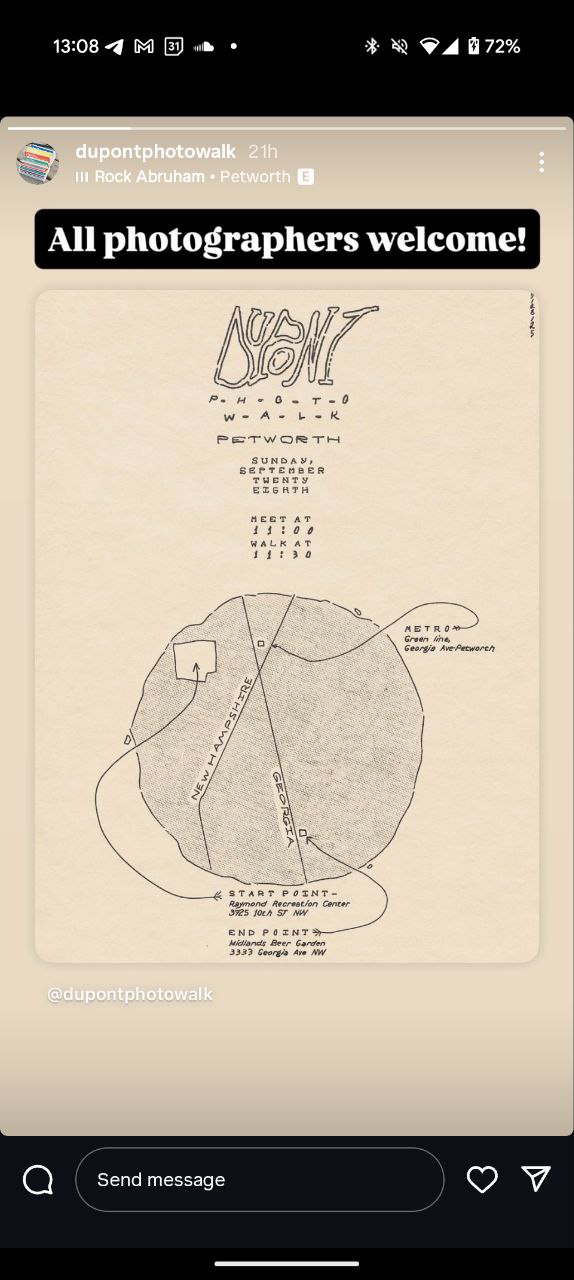 13:08
31
72%
dupontphotowalk 21h
Rock Abruham • Petworth E
All photographers welcome!
DUPONT
P-H-O-T-O
W-A-L-K
PETWORTH
SUNDAY,
SEPTEMBER
TWENTY
EIGHTH
MEET AT
11:00
WALK AT
11:30
METRO
Green line,
Georgia Ave-Petworth
NEW HAMPSHIRE
GEORGIA
START POINT-
Raymond Recreation Center
3725 10th ST NW
END POINT
Midlands Beer Garden
3333 Georgia Ave NW
@dupontphotowalk
Send message